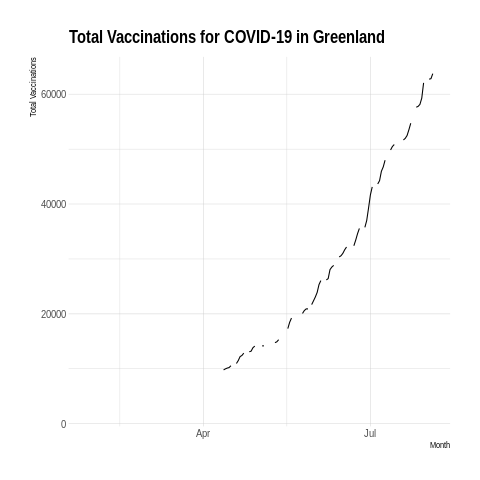 Total Vaccinations for COVID-19 in Greenland
Total Vaccinations
60000
40000
20000
0
Apr
Jul
Month